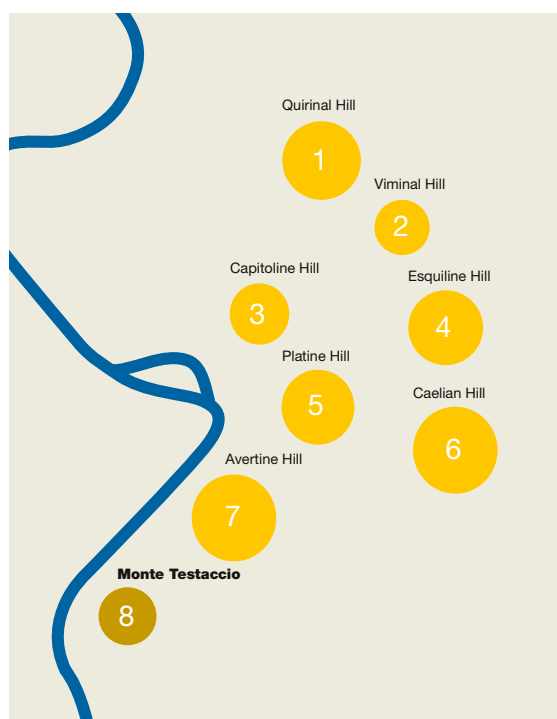 Quirinal Hill
1
Viminal Hill
2
Capitoline Hill
3
Esquiline Hill
4
Platine Hill
5
Caelian Hill
6
Avertine Hill
7
Monte Testaccio
8